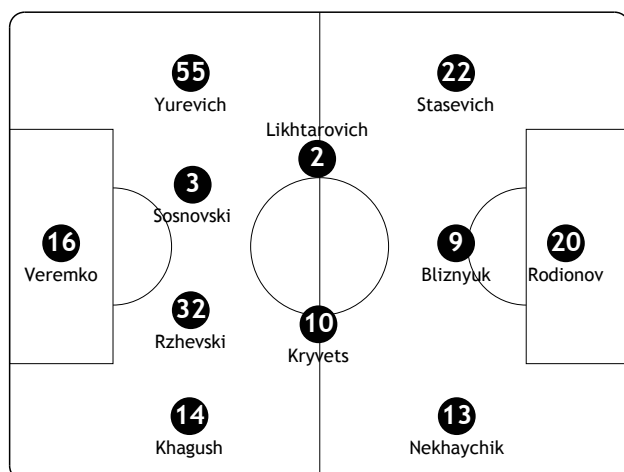 55
Yurevich
22
Stasevich
Likhtarovich
2
3
Sosnovski
16
Veremko
9
Bliznyuk
20
Rodionov
32
Rzhevski
10
Kryvets
14
Khagush
13
Nekhaychik